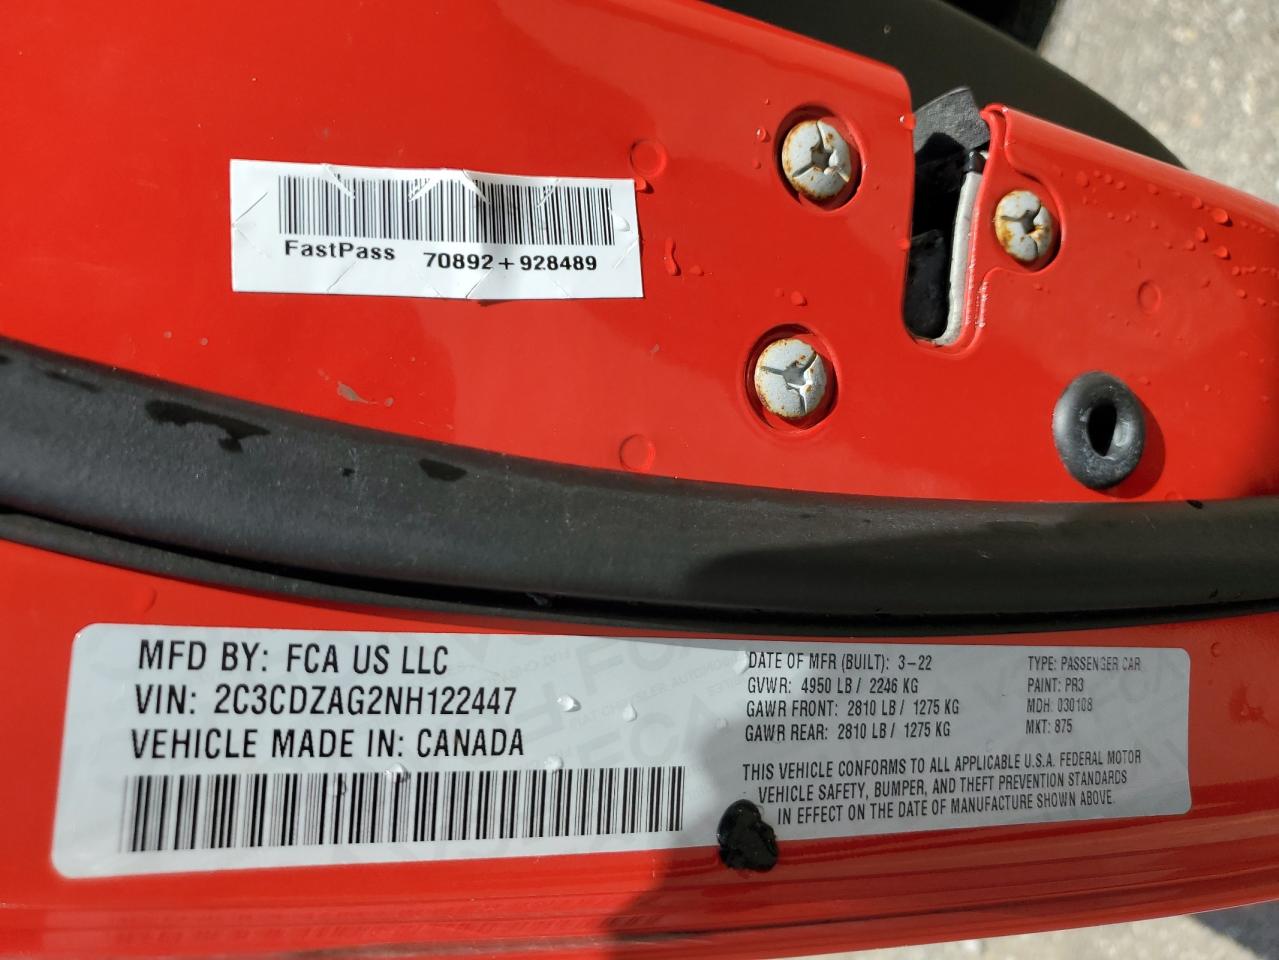 FastPass 70892+928489
MFD BY: FCA US LLC
VIN: 2C3CDZAG2NH122447
VEHICLE MADE IN: CANADA
DATE OF MFR (BUILT): 3-22
GVWR: 4950 LB / 2246 KG
GAWR FRONT: 2810 LB / 1275 KG
GAWR REAR: 2810 LB / 1275 KG
TYPE: PASSENGER CAR
PAINT: PR3
MDH: 030108
MKT: 875
THIS VEHICLE CONFORMS TO ALL APPLICABLE U.S.A. FEDERAL MOTOR
VEHICLE SAFETY, BUMPER, AND THEFT PREVENTION STANDARDS
IN EFFECT ON THE DATE OF MANUFACTURE SHOWN ABOVE.